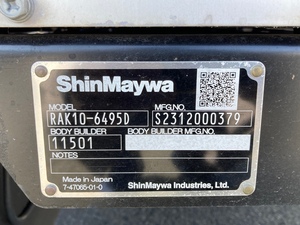 ShinMaywa
MODEL MFG.NO.
RAK10-6495D S2312000379
BODY BUILDER BODY BUILDER MFG.NO.
11501
NOTES
Made in Japan
7-47065-01-0 ShinMaywa Industries, Ltd.